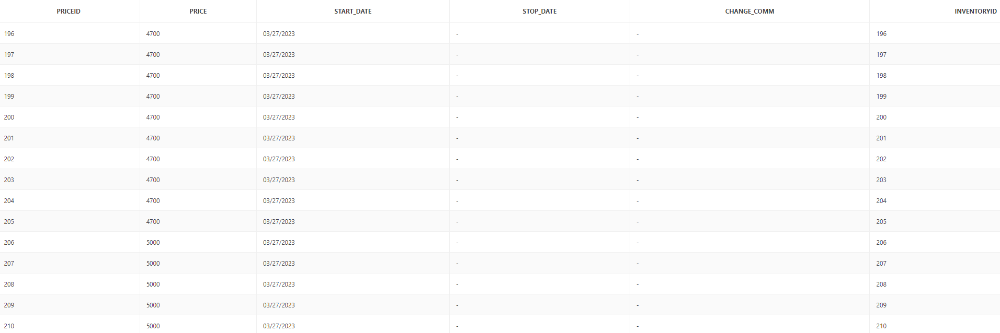 PRICEID PRICE START_DATE STOP_DATE CHANGE_COMM INVENTORYID
196 4700 03/27/2023 - - 196
197 4700 03/27/2023 - - 197
198 4700 03/27/2023 - - 198
199 4700 03/27/2023 - - 199
200 4700 03/27/2023 - - 200
201 4700 03/27/2023 - - 201
202 4700 03/27/2023 - - 202
203 4700 03/27/2023 - - 203
204 4700 03/27/2023 - - 204
205 4700 03/27/2023 - - 205
206 5000 03/27/2023 - - 206
207 5000 03/27/2023 - - 207
208 5000 03/27/2023 - - 208
209 5000 03/27/2023 - - 209
210 5000 03/27/2023 - - 210